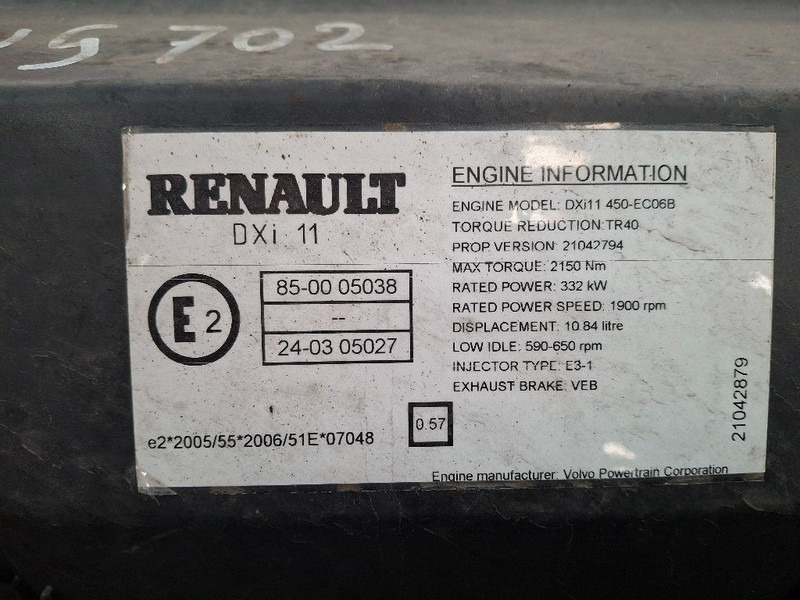 702
RENAULT
DXi 11
E2
85-00 05038
--
24-03 05027
e2*2005/55*2006/51E*07048
0.57
ENGINE INFORMATION
ENGINE MODEL: DXi11 450-EC06B
TORQUE REDUCTION: TR40
PROP VERSION: 21042794
MAX TORQUE: 2150 Nm
RATED POWER: 332 kW
RATED POWER SPEED: 1900 rpm
DISPLACEMENT: 10.84 litre
LOW IDLE: 590-650 rpm
INJECTOR TYPE: E3-1
EXHAUST BRAKE: VEB
21042879
Engine manufacturer: Volvo Powertrain Corporation